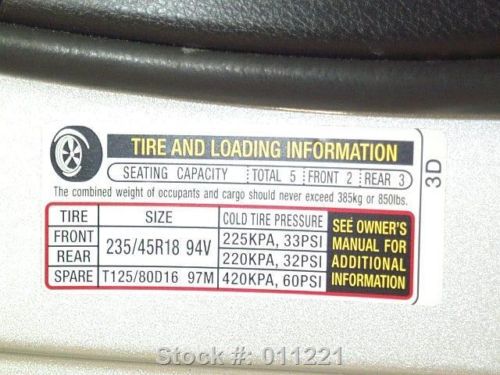 TIRE AND LOADING INFORMATION
SEATING CAPACITY TOTAL 5 FRONT 2 REAR 3
The combined weight of occupants and cargo should never exceed 385kg or 850lbs.
3D
TIRE SIZE COLD TIRE PRESSURE
FRONT 235/45R18 94V 225KPA, 33PSI
REAR 220KPA, 32PSI
SPARE T125/80D16 97M 420KPA, 60PSI
SEE OWNER'S
MANUAL FOR
ADDITIONAL
INFORMATION
Stock #: 011221